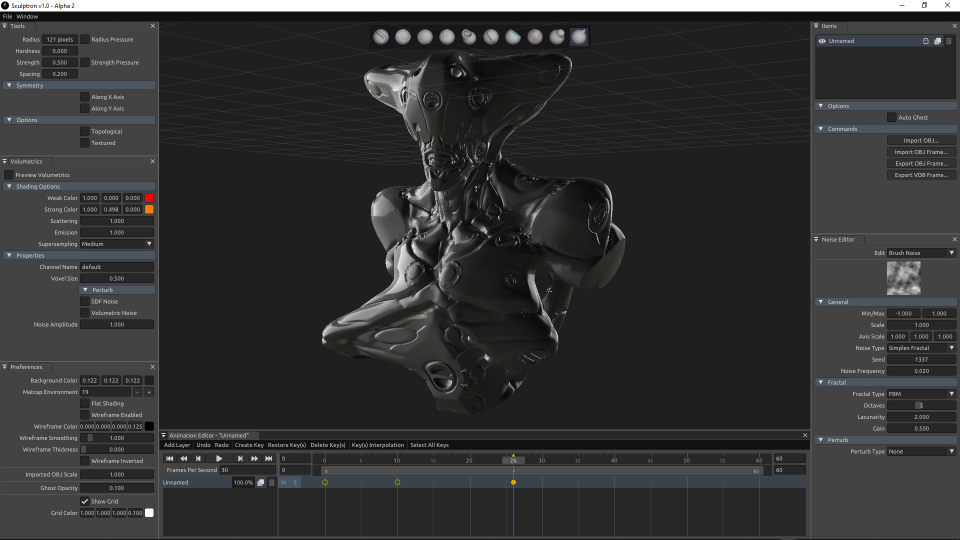 Sculptron v1.0 - Alpha 2
File Window
Tools
Radius 121 pixels Radius Pressure
Hardness 0.000
Strength 0.500 Strength Pressure
Spacing 0.200
Symmetry
Along X Axis
Along Y Axis
Options
Topological
Textured
Volumetrics
Preview Volumetrics
Shading Options
Weak Color 1.000 0.000 0.000
Strong Color 1.000 0.498 0.000
Scattering 1.000
Emission 1.000
Supersampling Medium
Properties
Channel Name default
Voxel Size 0.500
Perturb
SDF Noise
Volumetric Noise
Noise Amplitude 1.000
Preferences
Background Color 0.122 0.122 0.122
Matcap Environment 19 - +
Flat Shading
Wireframe Enabled
Wireframe Color 0.000 0.000 0.000 0.125
Wireframe Smoothing 1.000
Wireframe Thickness 0.000
Wireframe Inverted
Imported OBJ Scale 1.000
Ghost Opacity 0.100
Show Grid
Grid Color 1.000 1.000 1.000 0.100
Animation Editor - "Unnamed"
Add Layer Undo Redo Create Key Restore Key(s) Delete Key(s) Key(s) Interpolation Select All Keys
0 0 10 20 26 30 40 50 60 60
Frames Per Second 30 0 0 60 60
Unnamed 100.0% M S
Items
Unnamed
Options
Auto Ghost
Commands
Import OBJ...
Import OBJ Frame...
Export OBJ Frame...
Export VDB Frame...
Noise Editor
Edit Brush Noise
General
Min/Max -1.000 1.000
Scale 1.000
Axis Scale 1.000 1.000 1.000
Noise Type Simplex Fractal
Seed 1337
Noise Frequency 0.020
Fractal
Fractal Type FBM
Octaves 5
Lacunarity 2.000
Gain 0.500
Perturb
Perturb Type None